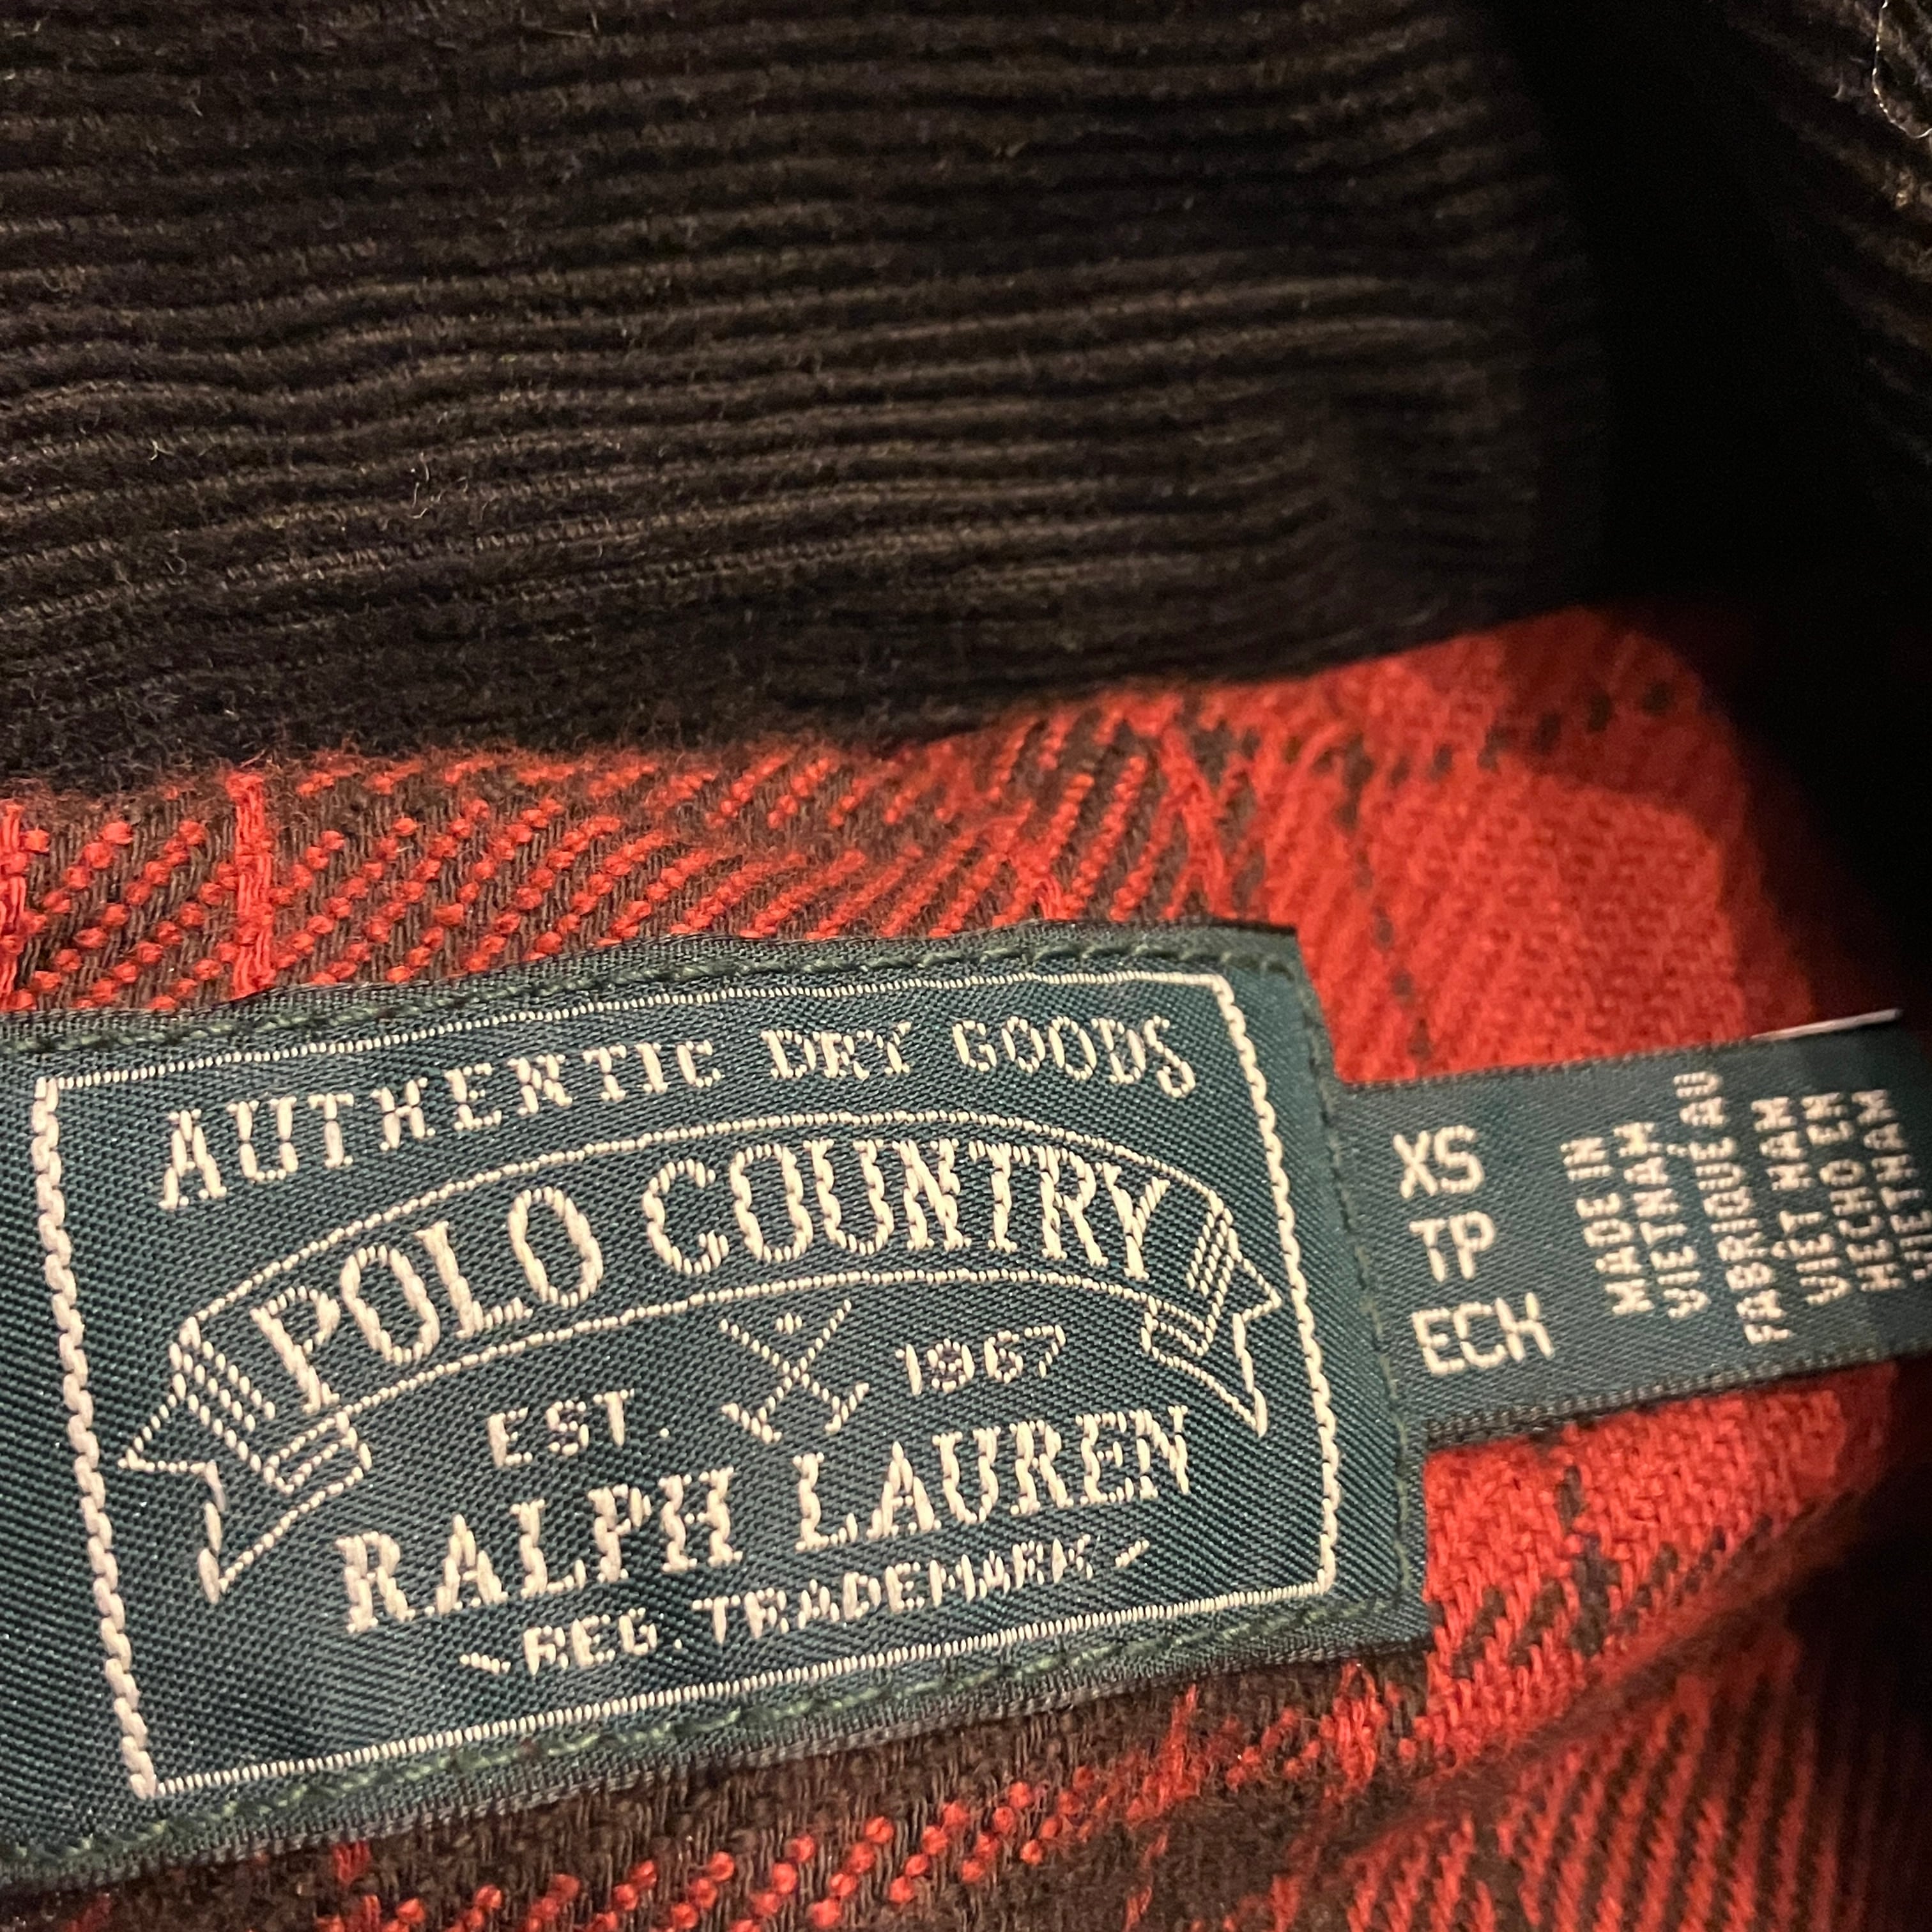 AUTHENTIC DRY GOODS
POLO COUNTRY
EST. 1967
RALPH LAUREN
REG. TRADEMARK
XS
TP
ECH
MADE IN
VIETNAM
FABRIQUÉ AU
VIÊT NAM
HECHO EN
VIETNAM